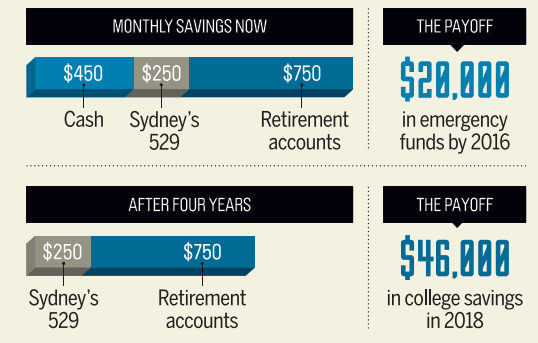 MONTHLY SAVINGS NOW
$450
$250
$750
Cash
Sydney's
529
Retirement
accounts
THE PAYOFF
$20,000
in emergency
funds by 2016
AFTER FOUR YEARS
$250
$750
Sydney's
529
Retirement
accounts
THE PAYOFF
$46,000
in college savings
in 2018